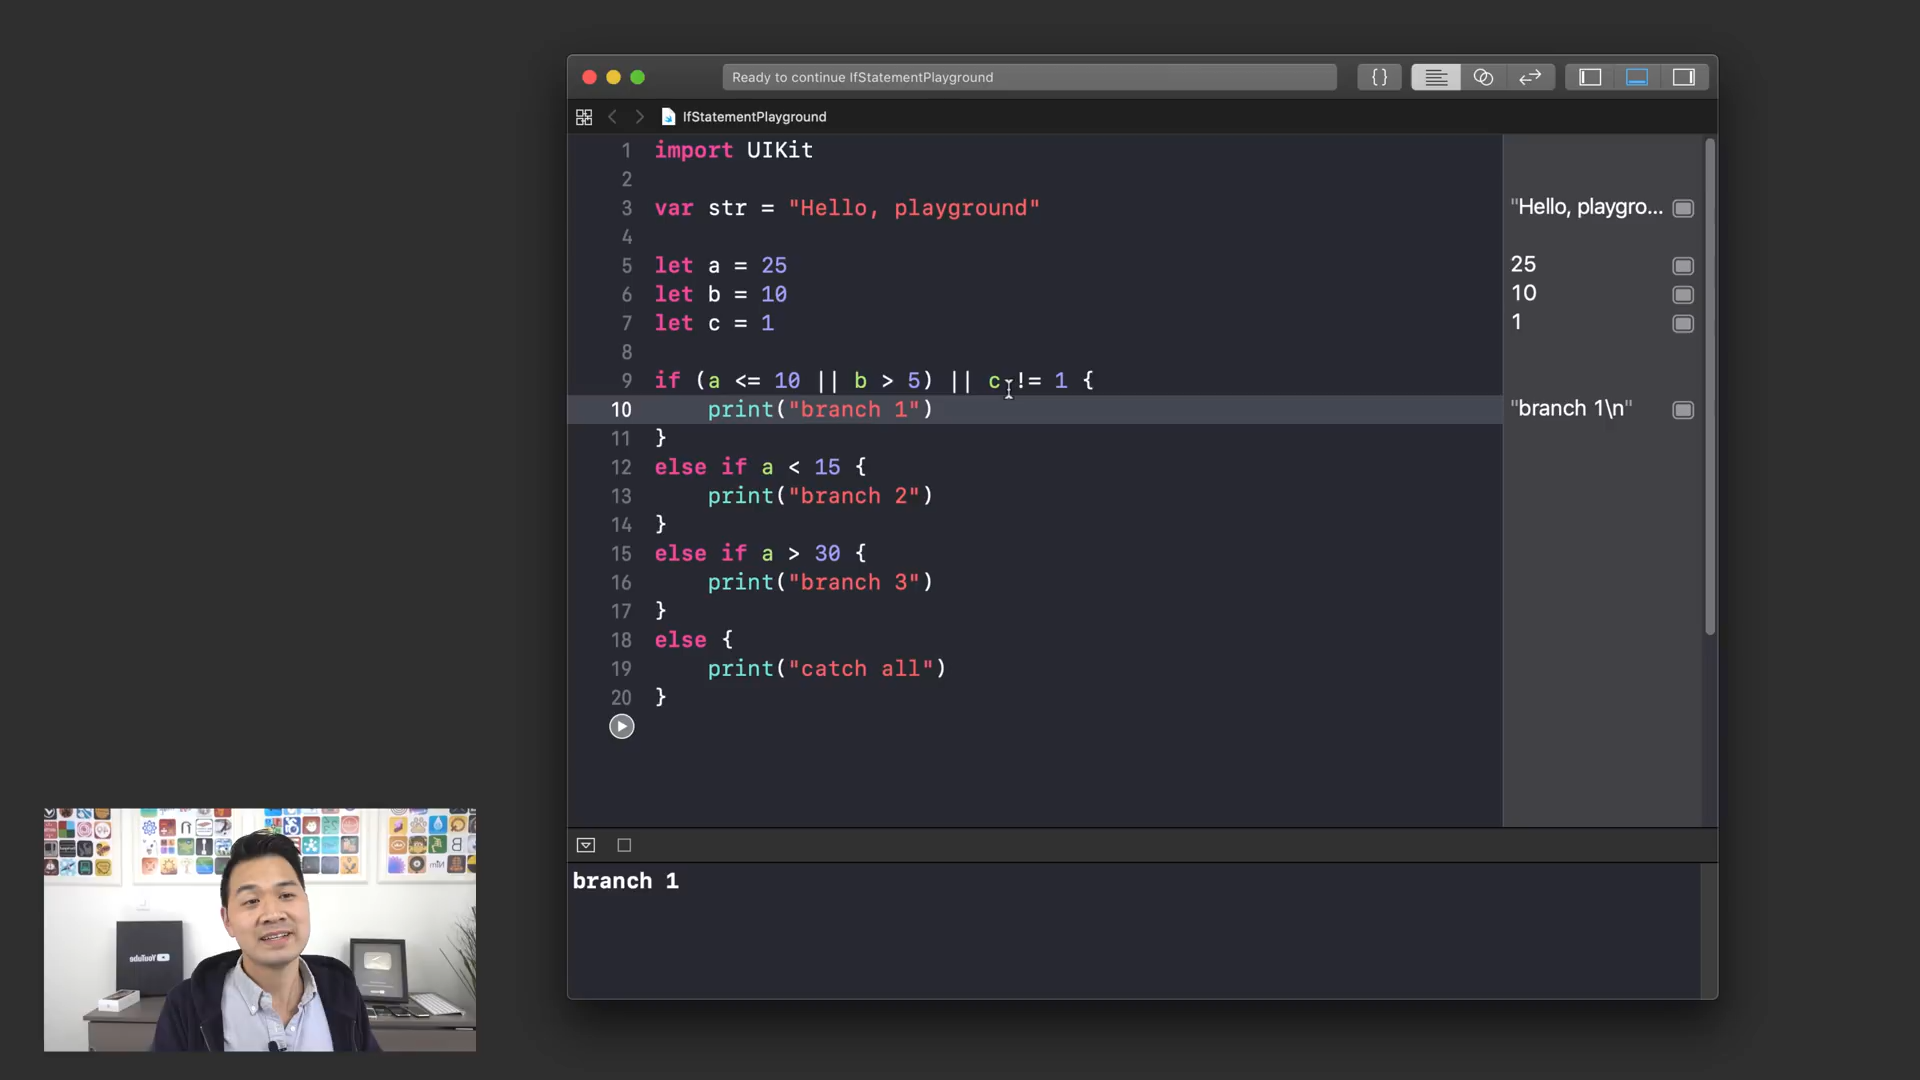 Ready to continue IfStatementPlayground
{}
IfStatementPlayground
1 import UIKit
2
3 var str = "Hello, playground"
"Hello, playgro...
4
5 let a = 25
25
6 let b = 10
10
7 let c = 1
1
8
9 if (a <= 10 || b > 5) || c != 1 {
10 print("branch 1")
"branch 1\n"
11 }
12 else if a < 15 {
13 print("branch 2")
14 }
15 else if a > 30 {
16 print("branch 3")
17 }
18 else {
19 print("catch all")
20 }
branch 1
YouTube